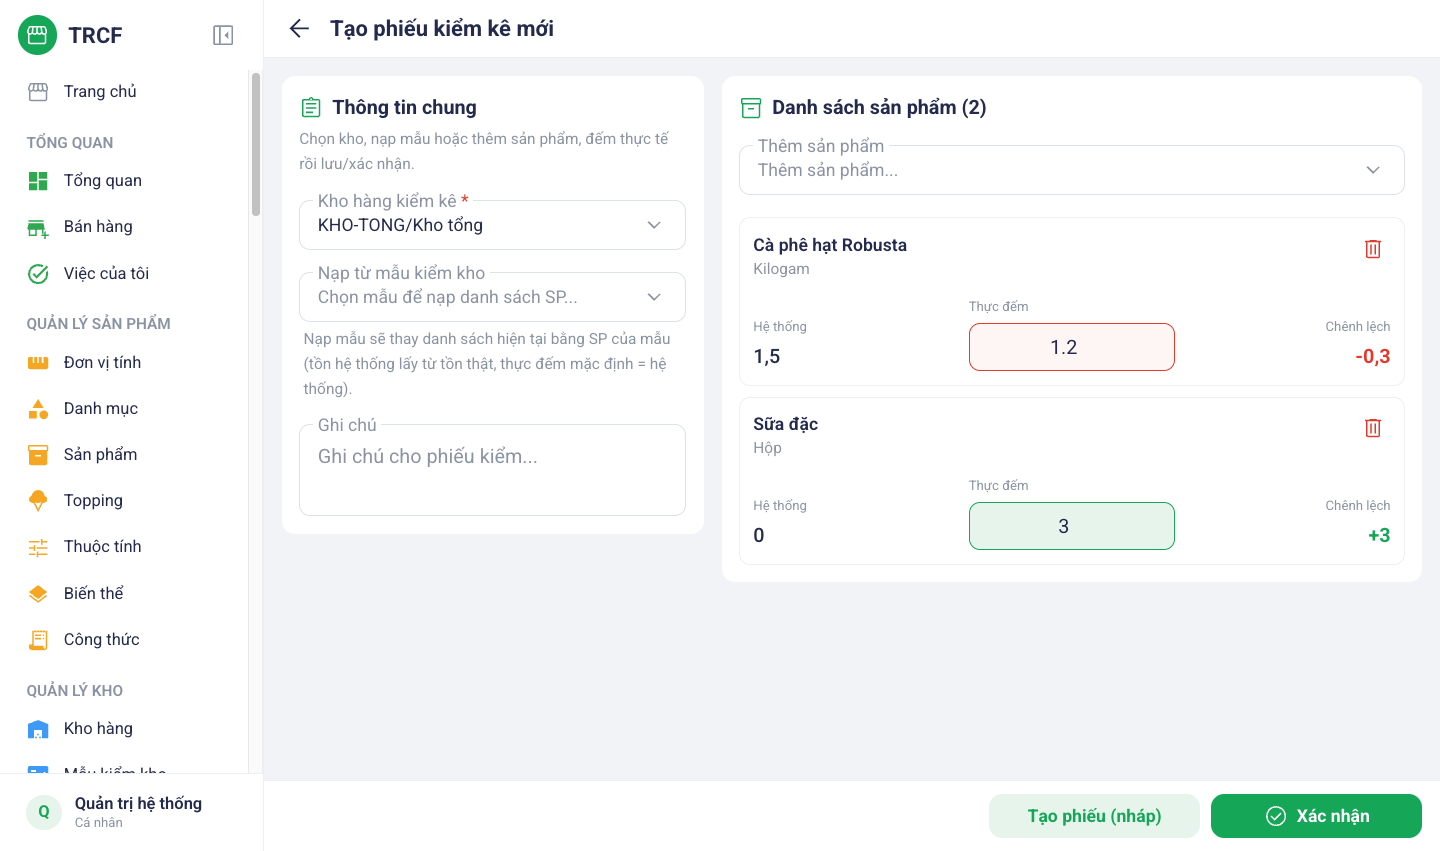 TRCF
Trang chủ
TỔNG QUAN
Tổng quan
Bán hàng
Việc của tôi
QUẢN LÝ SẢN PHẨM
Đơn vị tính
Danh mục
Sản phẩm
Topping
Thuộc tính
Biến thể
Công thức
QUẢN LÝ KHO
Kho hàng
Mẫu kiểm kho
Q
Quản trị hệ thống
Cá nhân
Tạo phiếu kiểm kê mới
Thông tin chung
Chọn kho, nạp mẫu hoặc thêm sản phẩm, đếm thực tế
rồi lưu/xác nhận.
Kho hàng kiểm kê *
KHO-TONG/Kho tổng
Nạp từ mẫu kiểm kho
Chọn mẫu để nạp danh sách SP...
Nạp mẫu sẽ thay danh sách hiện tại bằng SP của mẫu
(tồn hệ thống lấy từ tồn thật, thực đếm mặc định = hệ
thống).
Ghi chú
Ghi chú cho phiếu kiểm...
Danh sách sản phẩm (2)
Thêm sản phẩm
Thêm sản phẩm...
Cà phê hạt Robusta
Kilogam
Hệ thống
1,5
Thực đếm
1.2
Chênh lệch
-0,3
Sữa đặc
Hộp
Hệ thống
0
Thực đếm
3
Chênh lệch
+3
Tạo phiếu (nháp)
Xác nhận